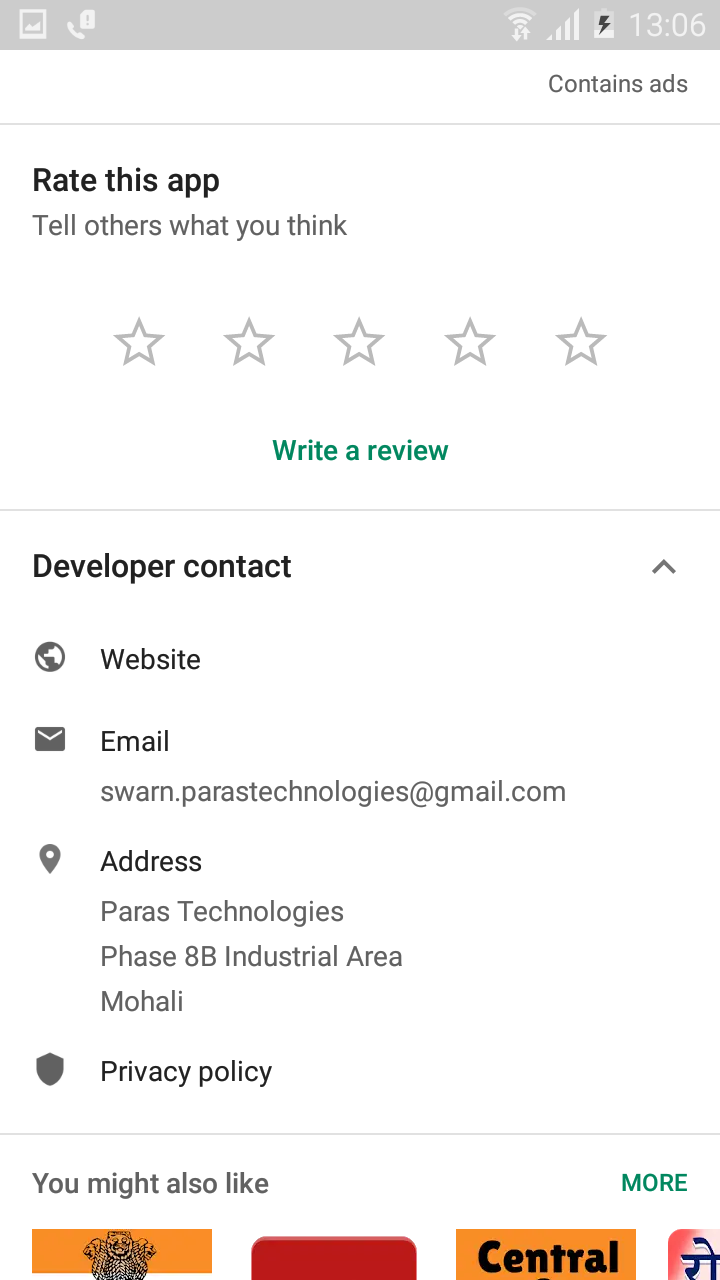 13:06
Contains ads
Rate this app
Tell others what you think
Write a review
Developer contact
Website
Email
swarn.parastechnologies@gmail.com
Address
Paras Technologies
Phase 8B Industrial Area
Mohali
Privacy policy
You might also like
MORE
Central